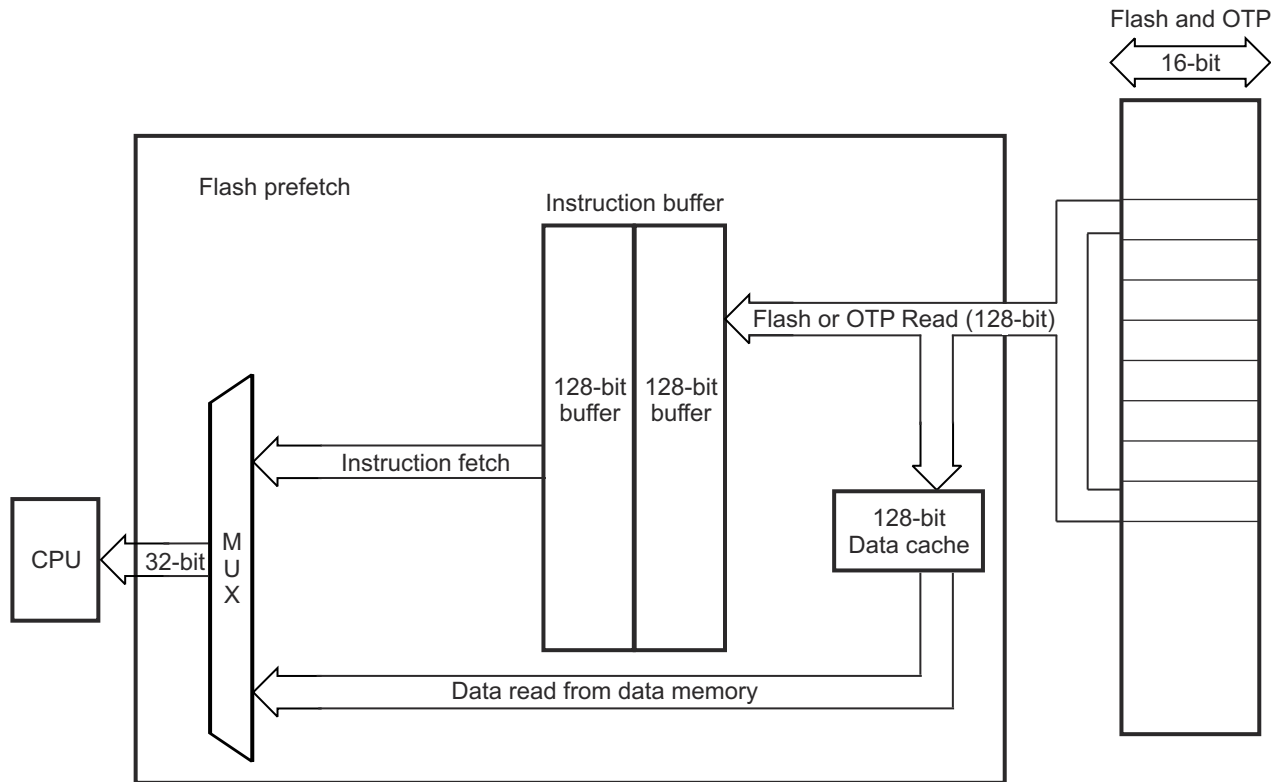 Flash and OTP
16-bit
Flash prefetch
Instruction buffer
Flash or OTP Read (128-bit)
128-bit
buffer
128-bit
buffer
Instruction fetch
128-bit
Data cache
CPU
32-bit
M
U
X
Data read from data memory